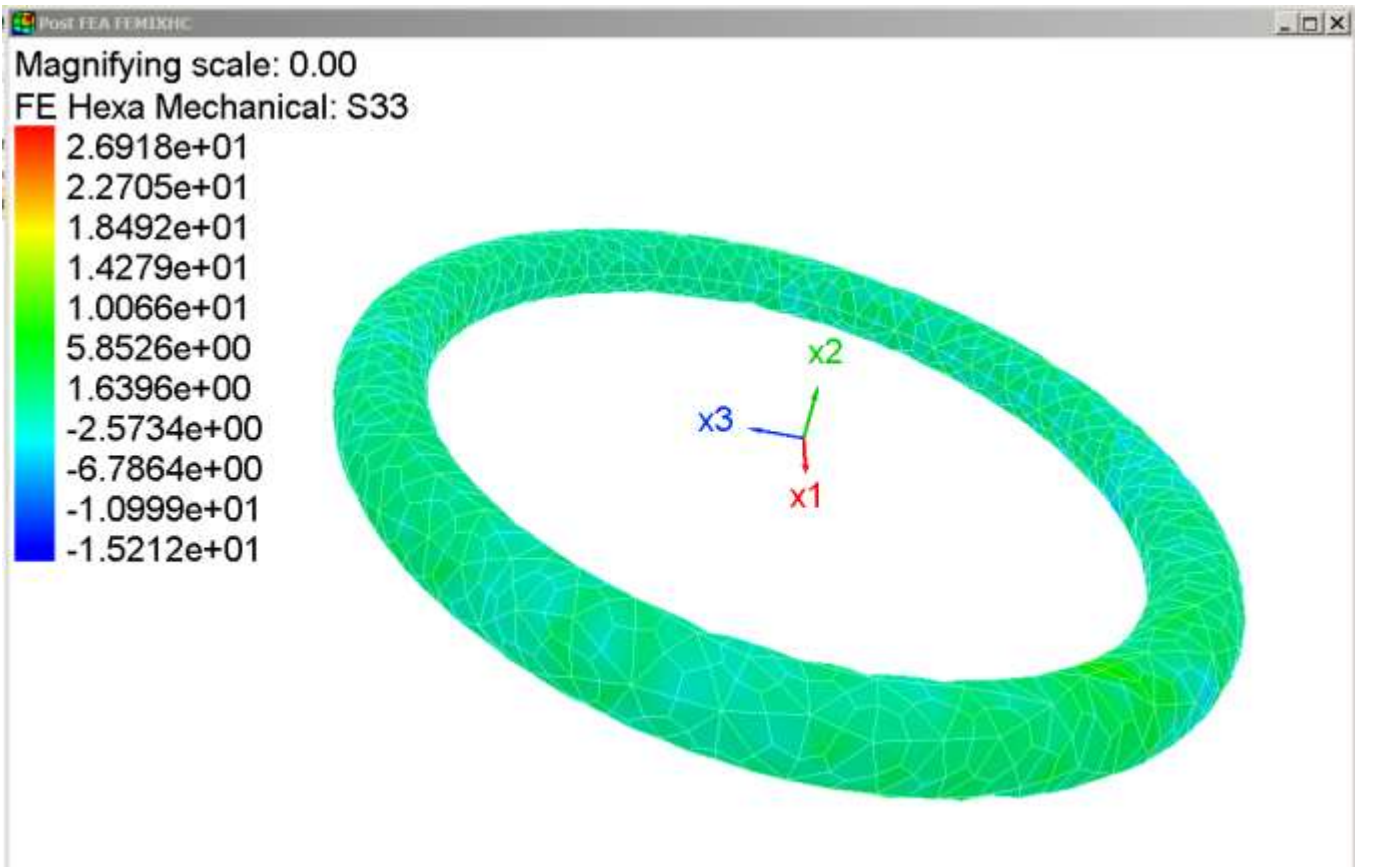 Post FEA FEMIXHC
Magnifying scale: 0.00
FE Hexa Mechanical: S33
2.6918e+01
2.2705e+01
1.8492e+01
1.4279e+01
1.0066e+01
5.8526e+00
1.6396e+00
-2.5734e+00
-6.7864e+00
-1.0999e+01
-1.5212e+01
x2
x3
x1